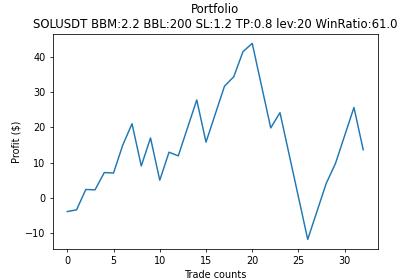 Portfolio
SOLUSDT BBM:2.2 BBL:200 SL:1.2 TP:0.8 lev:20 WinRatio:61.0
Profit ($)
40
30
20
10
0
−10
0 5 10 15 20 25 30
Trade counts